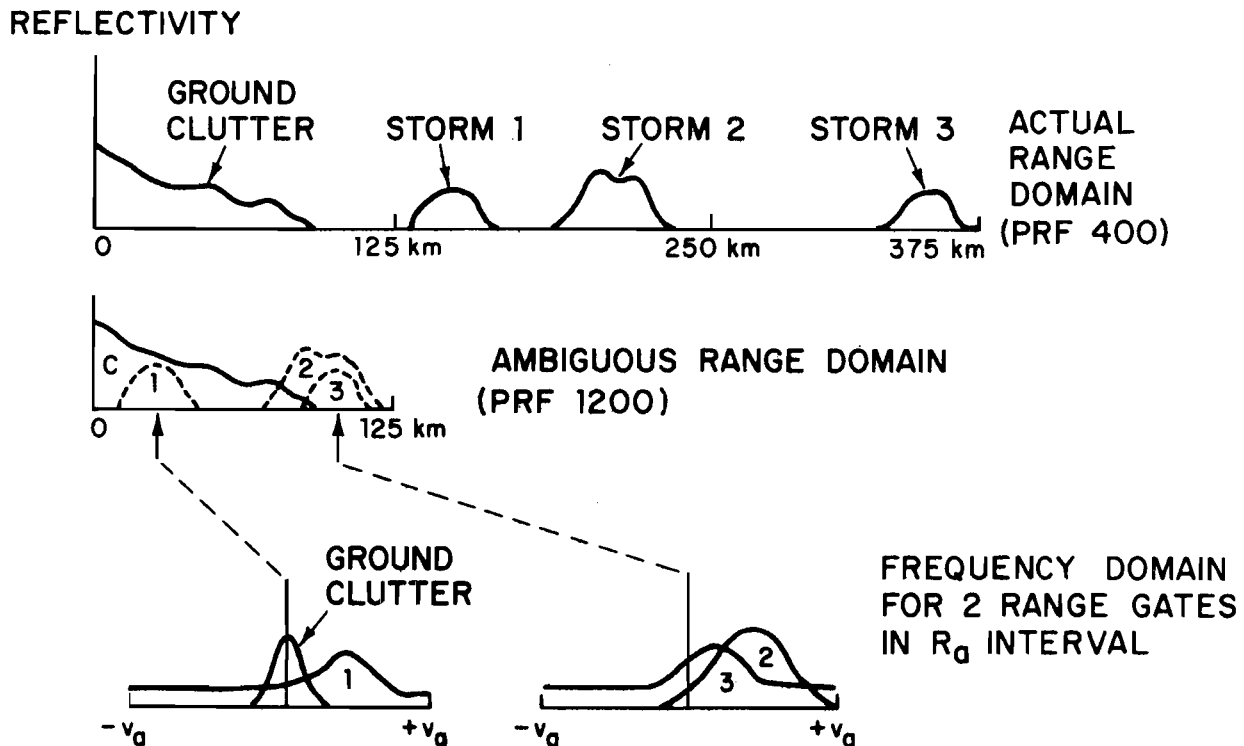 REFLECTIVITY
GROUND
CLUTTER
STORM 1
STORM 2
STORM 3
ACTUAL
RANGE
DOMAIN
(PRF 400)
0
125 km
250 km
375 km
C
1
2
3
0
125 km
AMBIGUOUS RANGE DOMAIN
(PRF 1200)
GROUND
CLUTTER
1
-va
+va
2
3
-va
+va
FREQUENCY DOMAIN
FOR 2 RANGE GATES
IN Ra INTERVAL